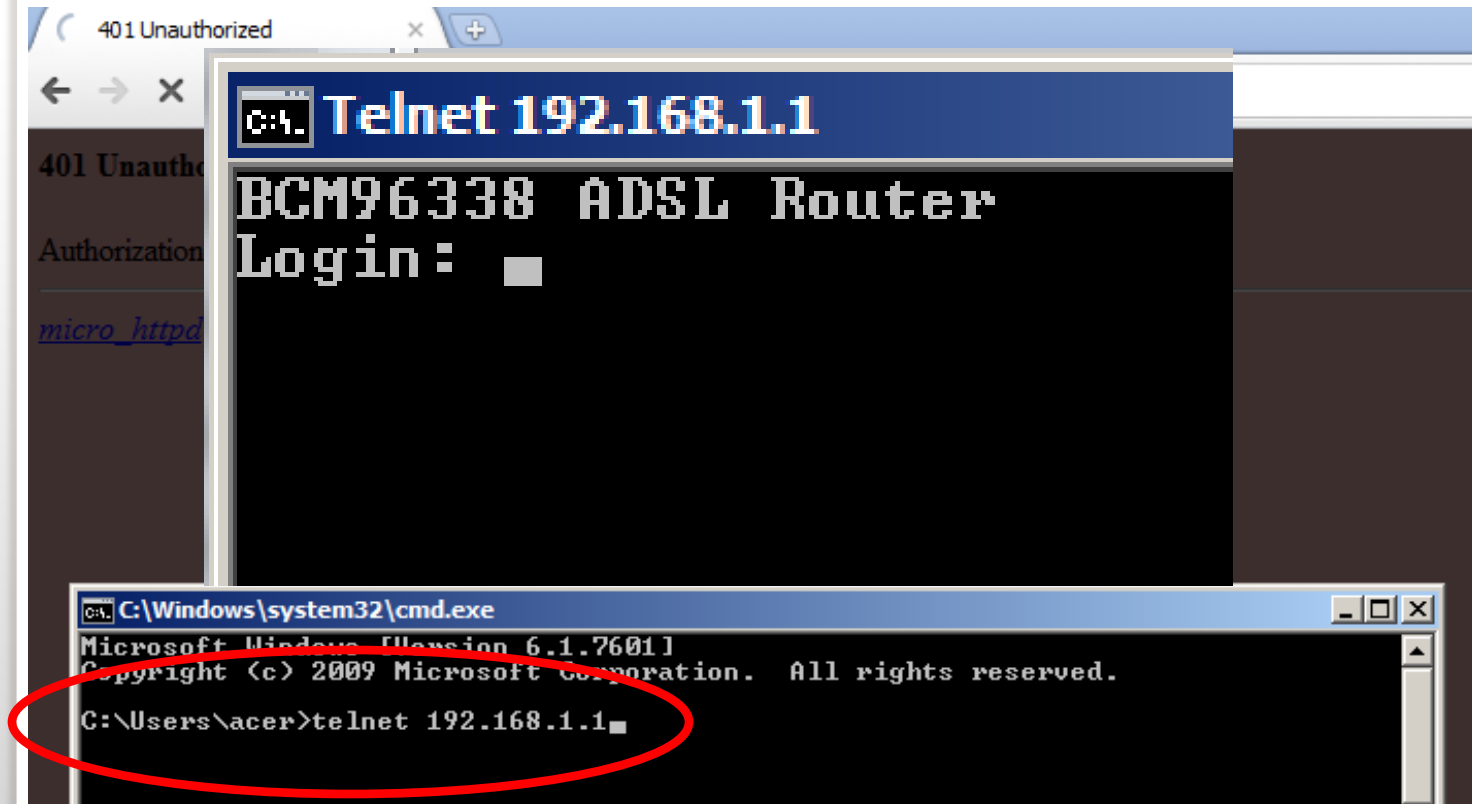 401 Unauthorized
401 Unautho
Authorization
micro_httpd
Telnet 192.168.1.1
BCM96338 ADSL Router
Login:
C:\Windows\system32\cmd.exe
Microsoft Windows [Version 6.1.7601]
Copyright (c) 2009 Microsoft Corporation. All rights reserved.
C:\Users\acer>telnet 192.168.1.1